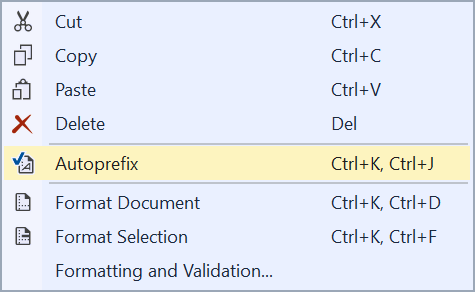 Cut Ctrl+X
Copy Ctrl+C
Paste Ctrl+V
Delete Del
Autoprefix Ctrl+K, Ctrl+J
Format Document Ctrl+K, Ctrl+D
Format Selection Ctrl+K, Ctrl+F
Formatting and Validation...